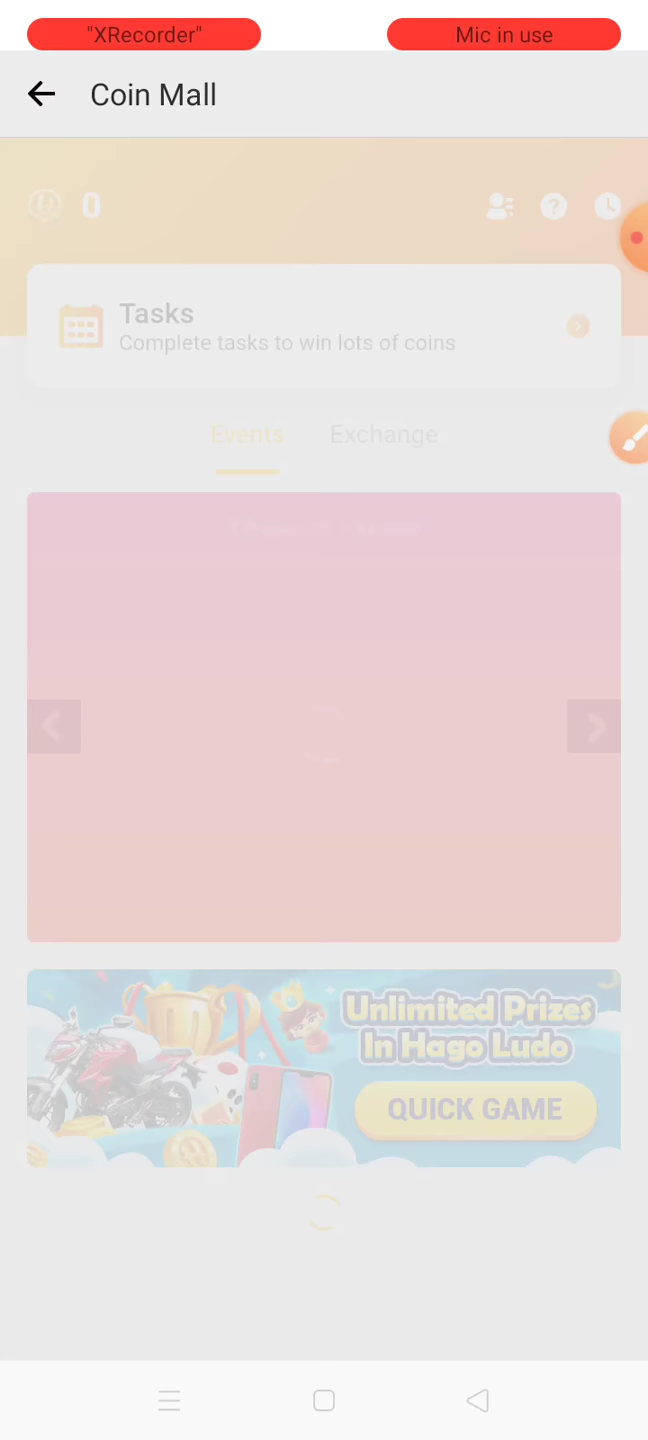 "XRecorder"
Mic in use
Coin Mall
0
Tasks
Complete tasks to win lots of coins
Events
Exchange
Unlimited Prizes
In Hago Ludo
QUICK GAME